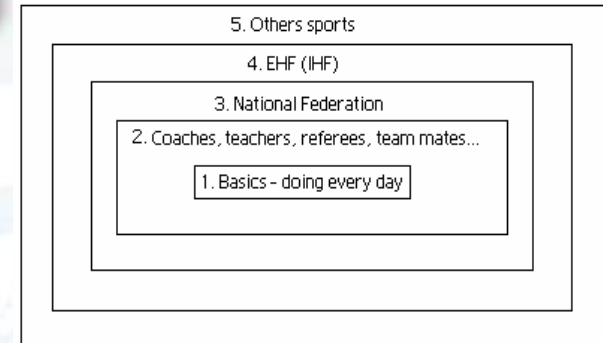 5. Others sports
4. EHF (IHF)
3. National Federation
2. Coaches, teachers, referees, team mates...
1. Basics - doing every day